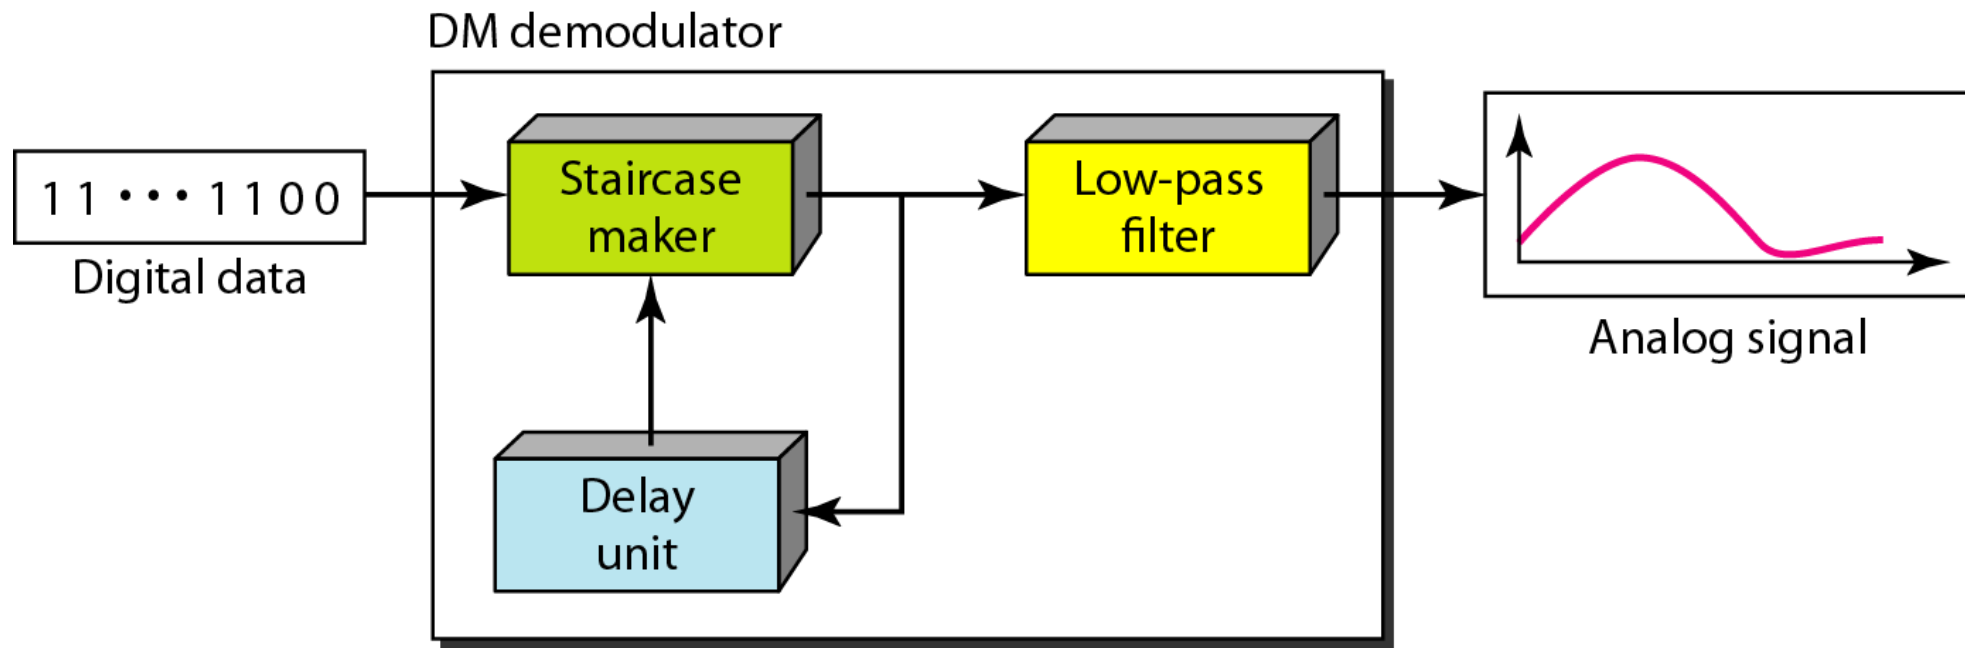 DM demodulator
1 1 • • • 1 1 0 0
Digital data
Staircase
maker
Low-pass
filter
Analog signal
Delay
unit